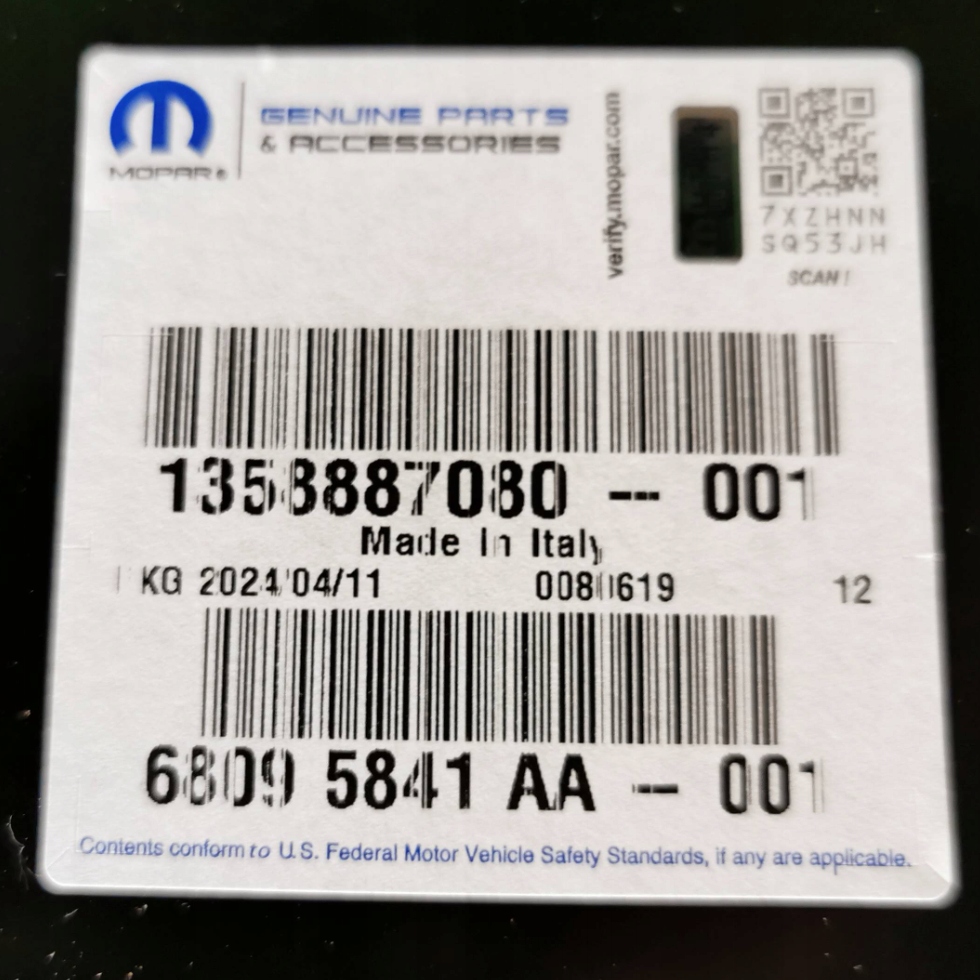 MOPAR®
GENUINE PARTS
& ACCESSORIES
verify.mopar.com
7XZHNN
SQ53JH
SCAN!
1358887080 -- 001
Made in Italy
KG 2024/04/11 0080619 12
6809 5841 AA -- 001
Contents conform to U.S. Federal Motor Vehicle Safety Standards, if any are applicable.